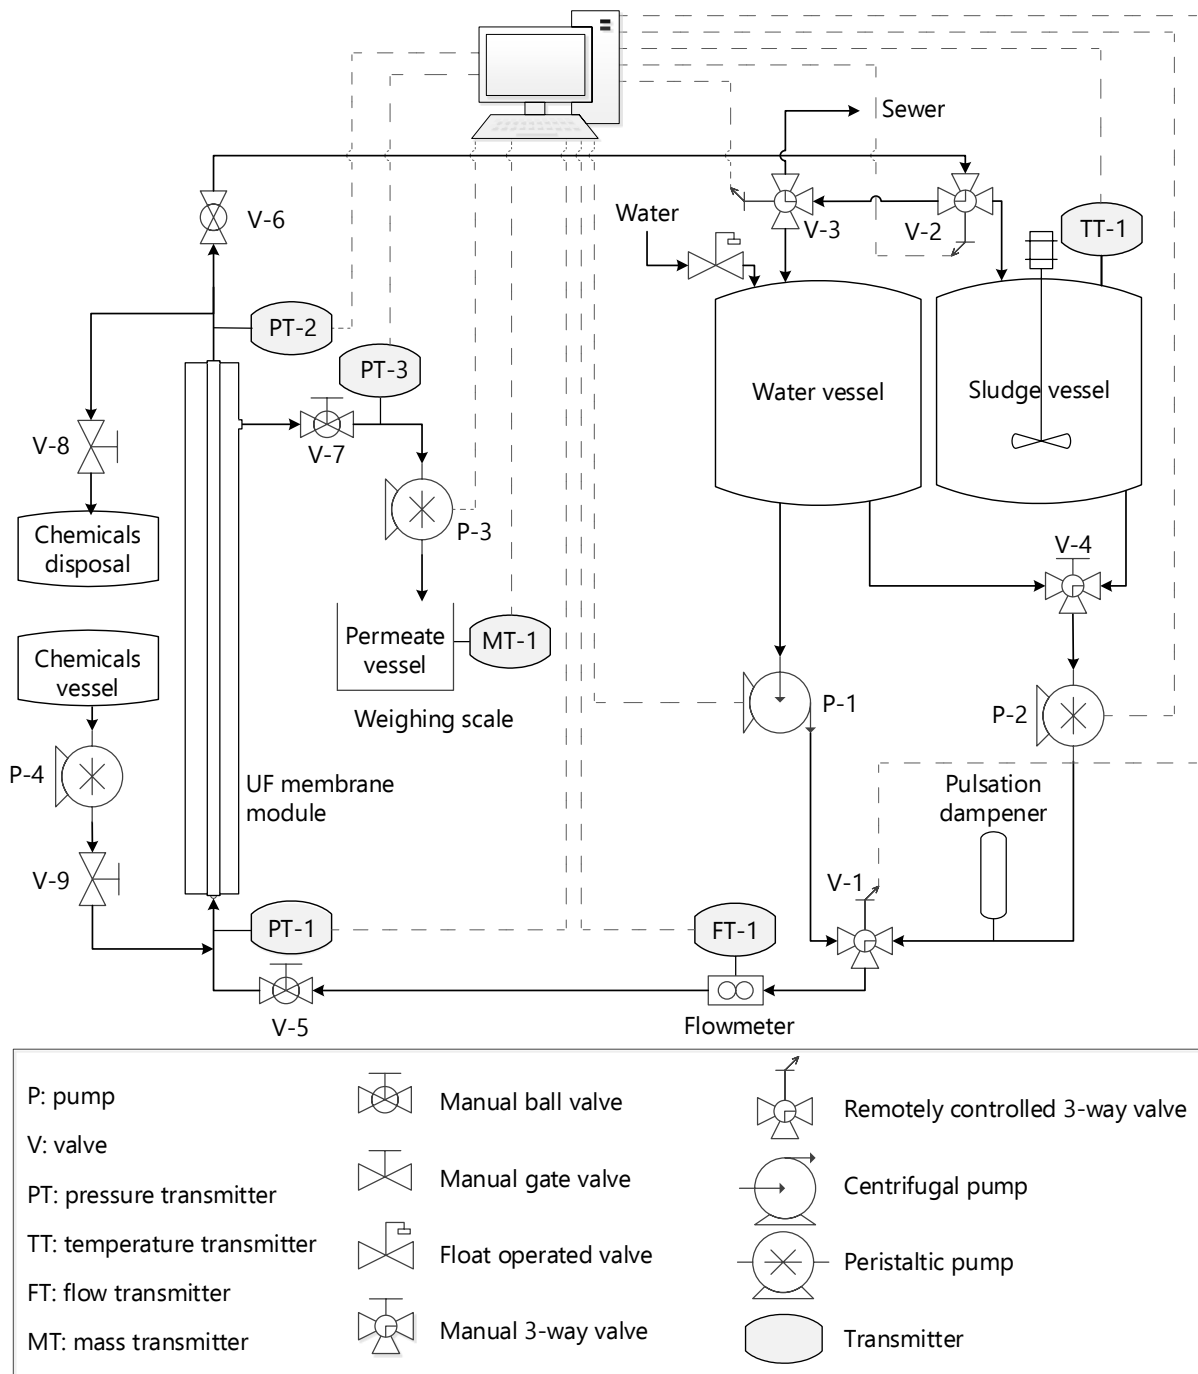 Sewer
V-6
Water
V-3
V-2
TT-1
PT-2
PT-3
Water vessel
Sludge vessel
V-8
V-7
Chemicals
disposal
P-3
V-4
Permeate
vessel
MT-1
Chemicals
vessel
Weighing scale
P-1
P-2
P-4
UF membrane
module
Pulsation
dampener
V-9
V-1
PT-1
FT-1
V-5
Flowmeter
P: pump
V: valve
PT: pressure transmitter
TT: temperature transmitter
FT: flow transmitter
MT: mass transmitter
Manual ball valve
Manual gate valve
Float operated valve
Manual 3-way valve
Remotely controlled 3-way valve
Centrifugal pump
Peristaltic pump
Transmitter